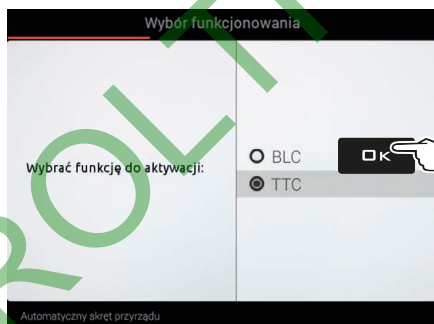 Wybór funkcjonowania
Wybrać funkcję do aktywacji:
BLC
OK
TTC
Automatyczny skręt przyrządu